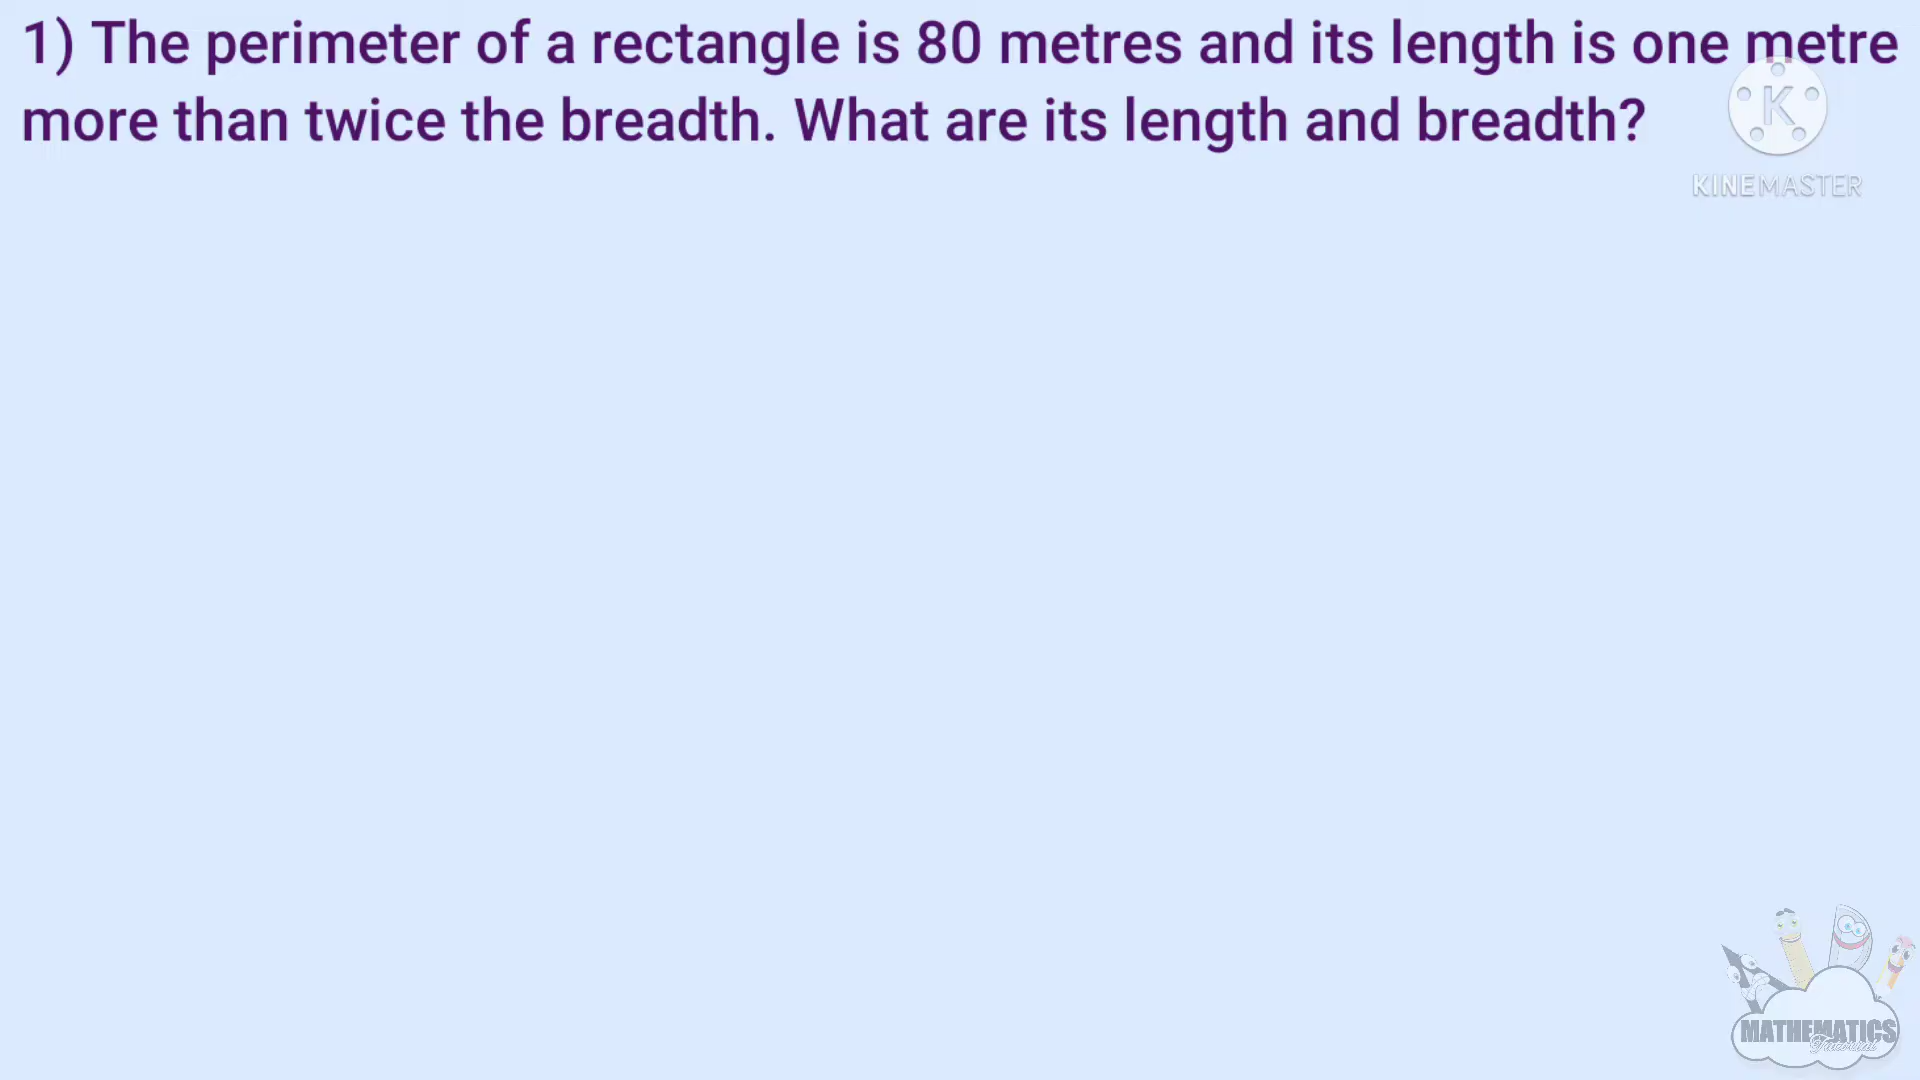 1) The perimeter of a rectangle is 80 metres and its length is one metre
more than twice the breadth. What are its length and breadth?
K
KINEMASTER
MATHEMATICS
Tutorial